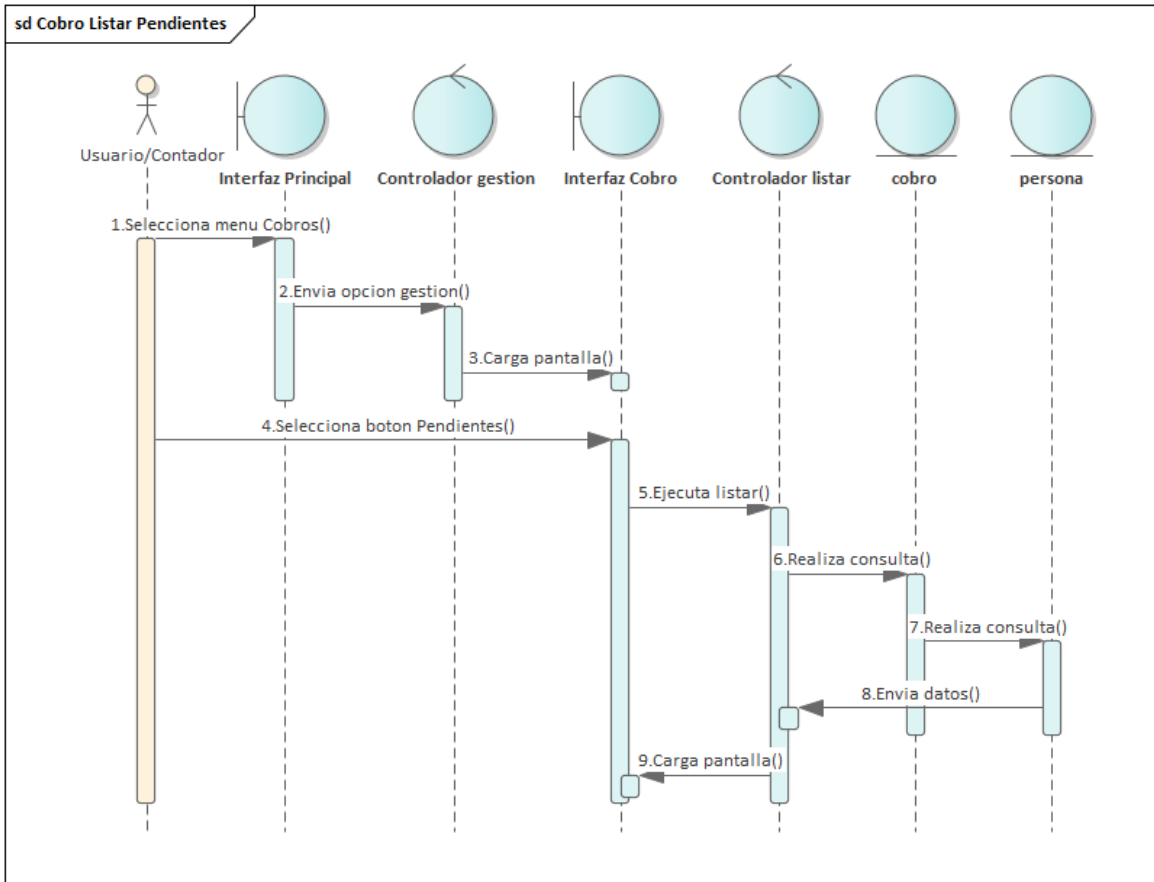 sd Cobro Listar Pendientes
Usuario/Contador
Interfaz Principal
Controlador gestion
Interfaz Cobro
Controlador listar
cobro
persona
1.Selecciona menu Cobros()
2.Envia opcion gestion()
3.Carga pantalla()
4.Selecciona boton Pendientes()
5.Ejecuta listar()
6.Realiza consulta()
7.Realiza consulta()
8.Envia datos()
9.Carga pantalla()